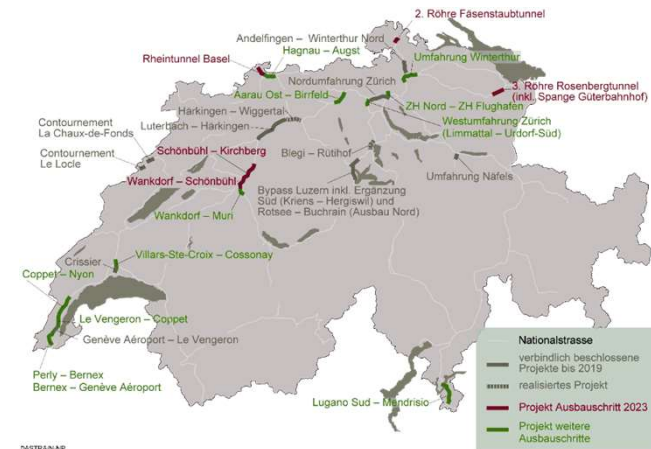 2. Röhre Fäsenstaubtunnel
Andelfingen – Winterthur Nord
Hagnau – Augst
Rheintunnel Basel
Umfahrung Winterthur
Nordumfahrung Zürich
Aarau Ost – Birrfeld
3. Röhre Rosenbergtunnel
(inkl. Spange Güterbahnhof)
ZH Nord – ZH Flughafen
Härkingen – Wiggertal
Westumfahrung Zürich
(Limmattal - Urdorf-Süd)
Luterbach – Härkingen
Contournement
La Chaux-de-Fonds
Schönbühl – Kirchberg
Blegi – Rütihof
Contournement
Le Locle
Umfahrung Näfels
Wankdorf – Schönbühl
Bypass Luzern inkl. Ergänzung
Süd (Kriens – Hergiswil) und
Rotsee – Buchrain (Ausbau Nord)
Wankdorf – Muri
Villars-Ste-Croix – Cossonay
Crissier
Coppet – Nyon
Le Vengeron – Coppet
Genève Aéroport – Le Vengeron
Perly – Bernex
Bernex – Genève Aéroport
Lugano Sud – Mendrisio
Nationalstrasse
verbindlich beschlossene
Projekte bis 2019
realisiertes Projekt
Projekt Ausbauschritt 2023
Projekt weitere
Ausbauschritte